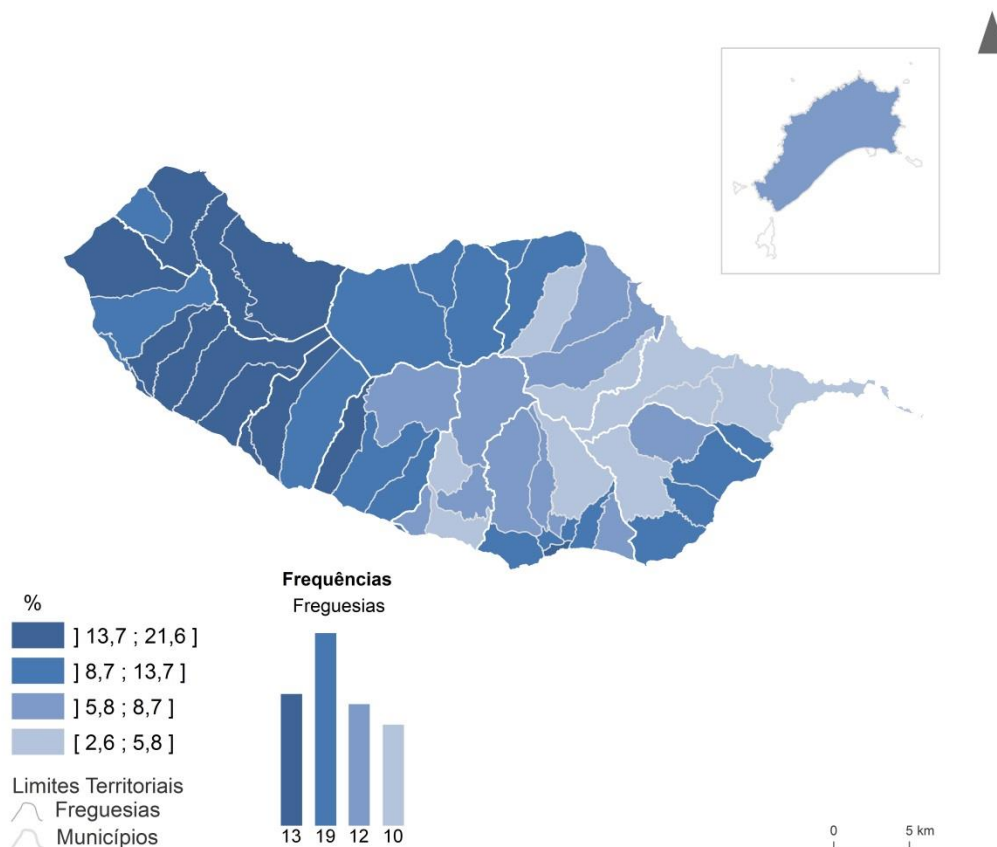 %
] 13,7 ; 21,6 ]
] 8,7 ; 13,7 ]
] 5,8 ; 8,7 ]
[ 2,6 ; 5,8 ]
Limites Territoriais
Freguesias
Municípios
Frequências
Freguesias
13 19 12 10
0 5 km